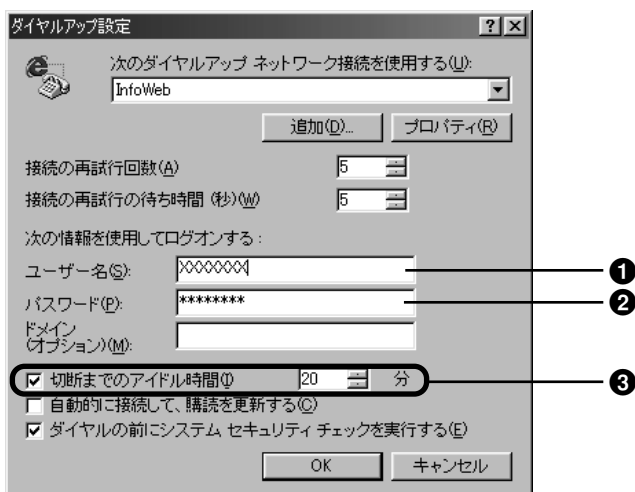 ダイヤルアップ設定
次のダイヤルアップ ネットワーク接続を使用する(U):
InfoWeb
追加(D)... プロパティ(R)
接続の再試行回数(A) 5
接続の再試行の待ち時間 (秒)(W) 5
次の情報を使用してログオンする :
ユーザー名(S): XXXXXXX ❶
パスワード(P): ******** ❷
ドメイン
(オプション)(M):
切断までのアイドル時間(I) 20 分 ❸
自動的に接続して、購読を更新する(C)
ダイヤルの前にシステム セキュリティ チェックを実行する(E)
OK キャンセル